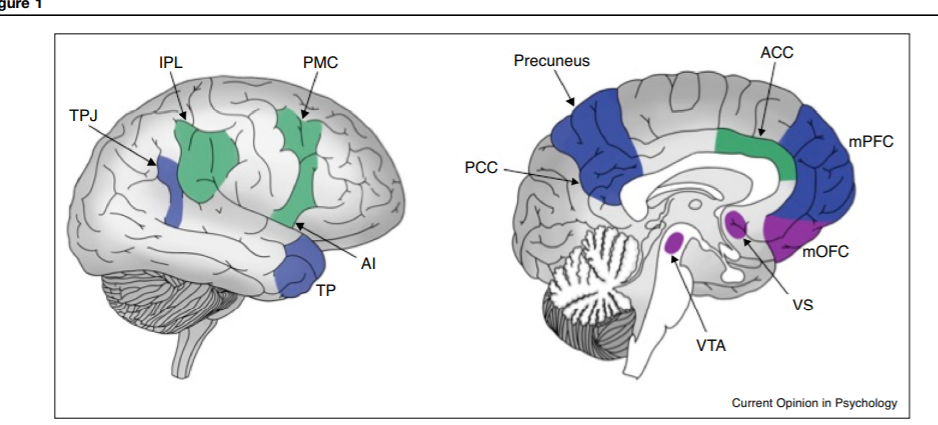 gure 1
IPL
PMC
TPJ
AI
TP
Precuneus
ACC
mPFC
PCC
mOFC
VS
VTA
Current Opinion in Psychology